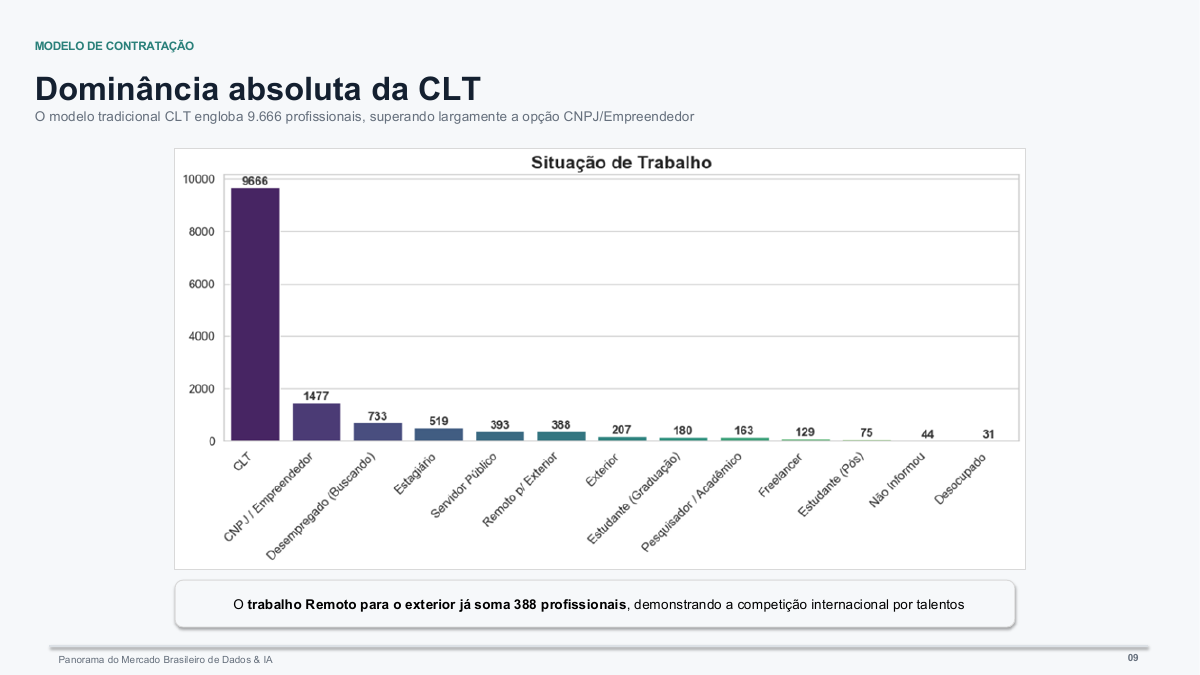 MODELO DE CONTRATAÇÃO
Dominância absoluta da CLT
O modelo tradicional CLT engloba 9.666 profissionais, superando largamente a opção CNPJ/Empreendedor
Situação de Trabalho
10000
8000
6000
4000
2000
0
9666
1477
733
519
393
388
207
180
163
129
75
44
31
CLT
CNPJ / Empreendedor
Desempregado (Buscando)
Estagiário
Servidor Público
Remoto p/ Exterior
Exterior
Estudante (Graduação)
Pesquisador / Acadêmico
Freelancer
Estudante (Pós)
Não Informou
Desocupado
O trabalho Remoto para o exterior já soma 388 profissionais, demonstrando a competição internacional por talentos
Panorama do Mercado Brasileiro de Dados & IA
09